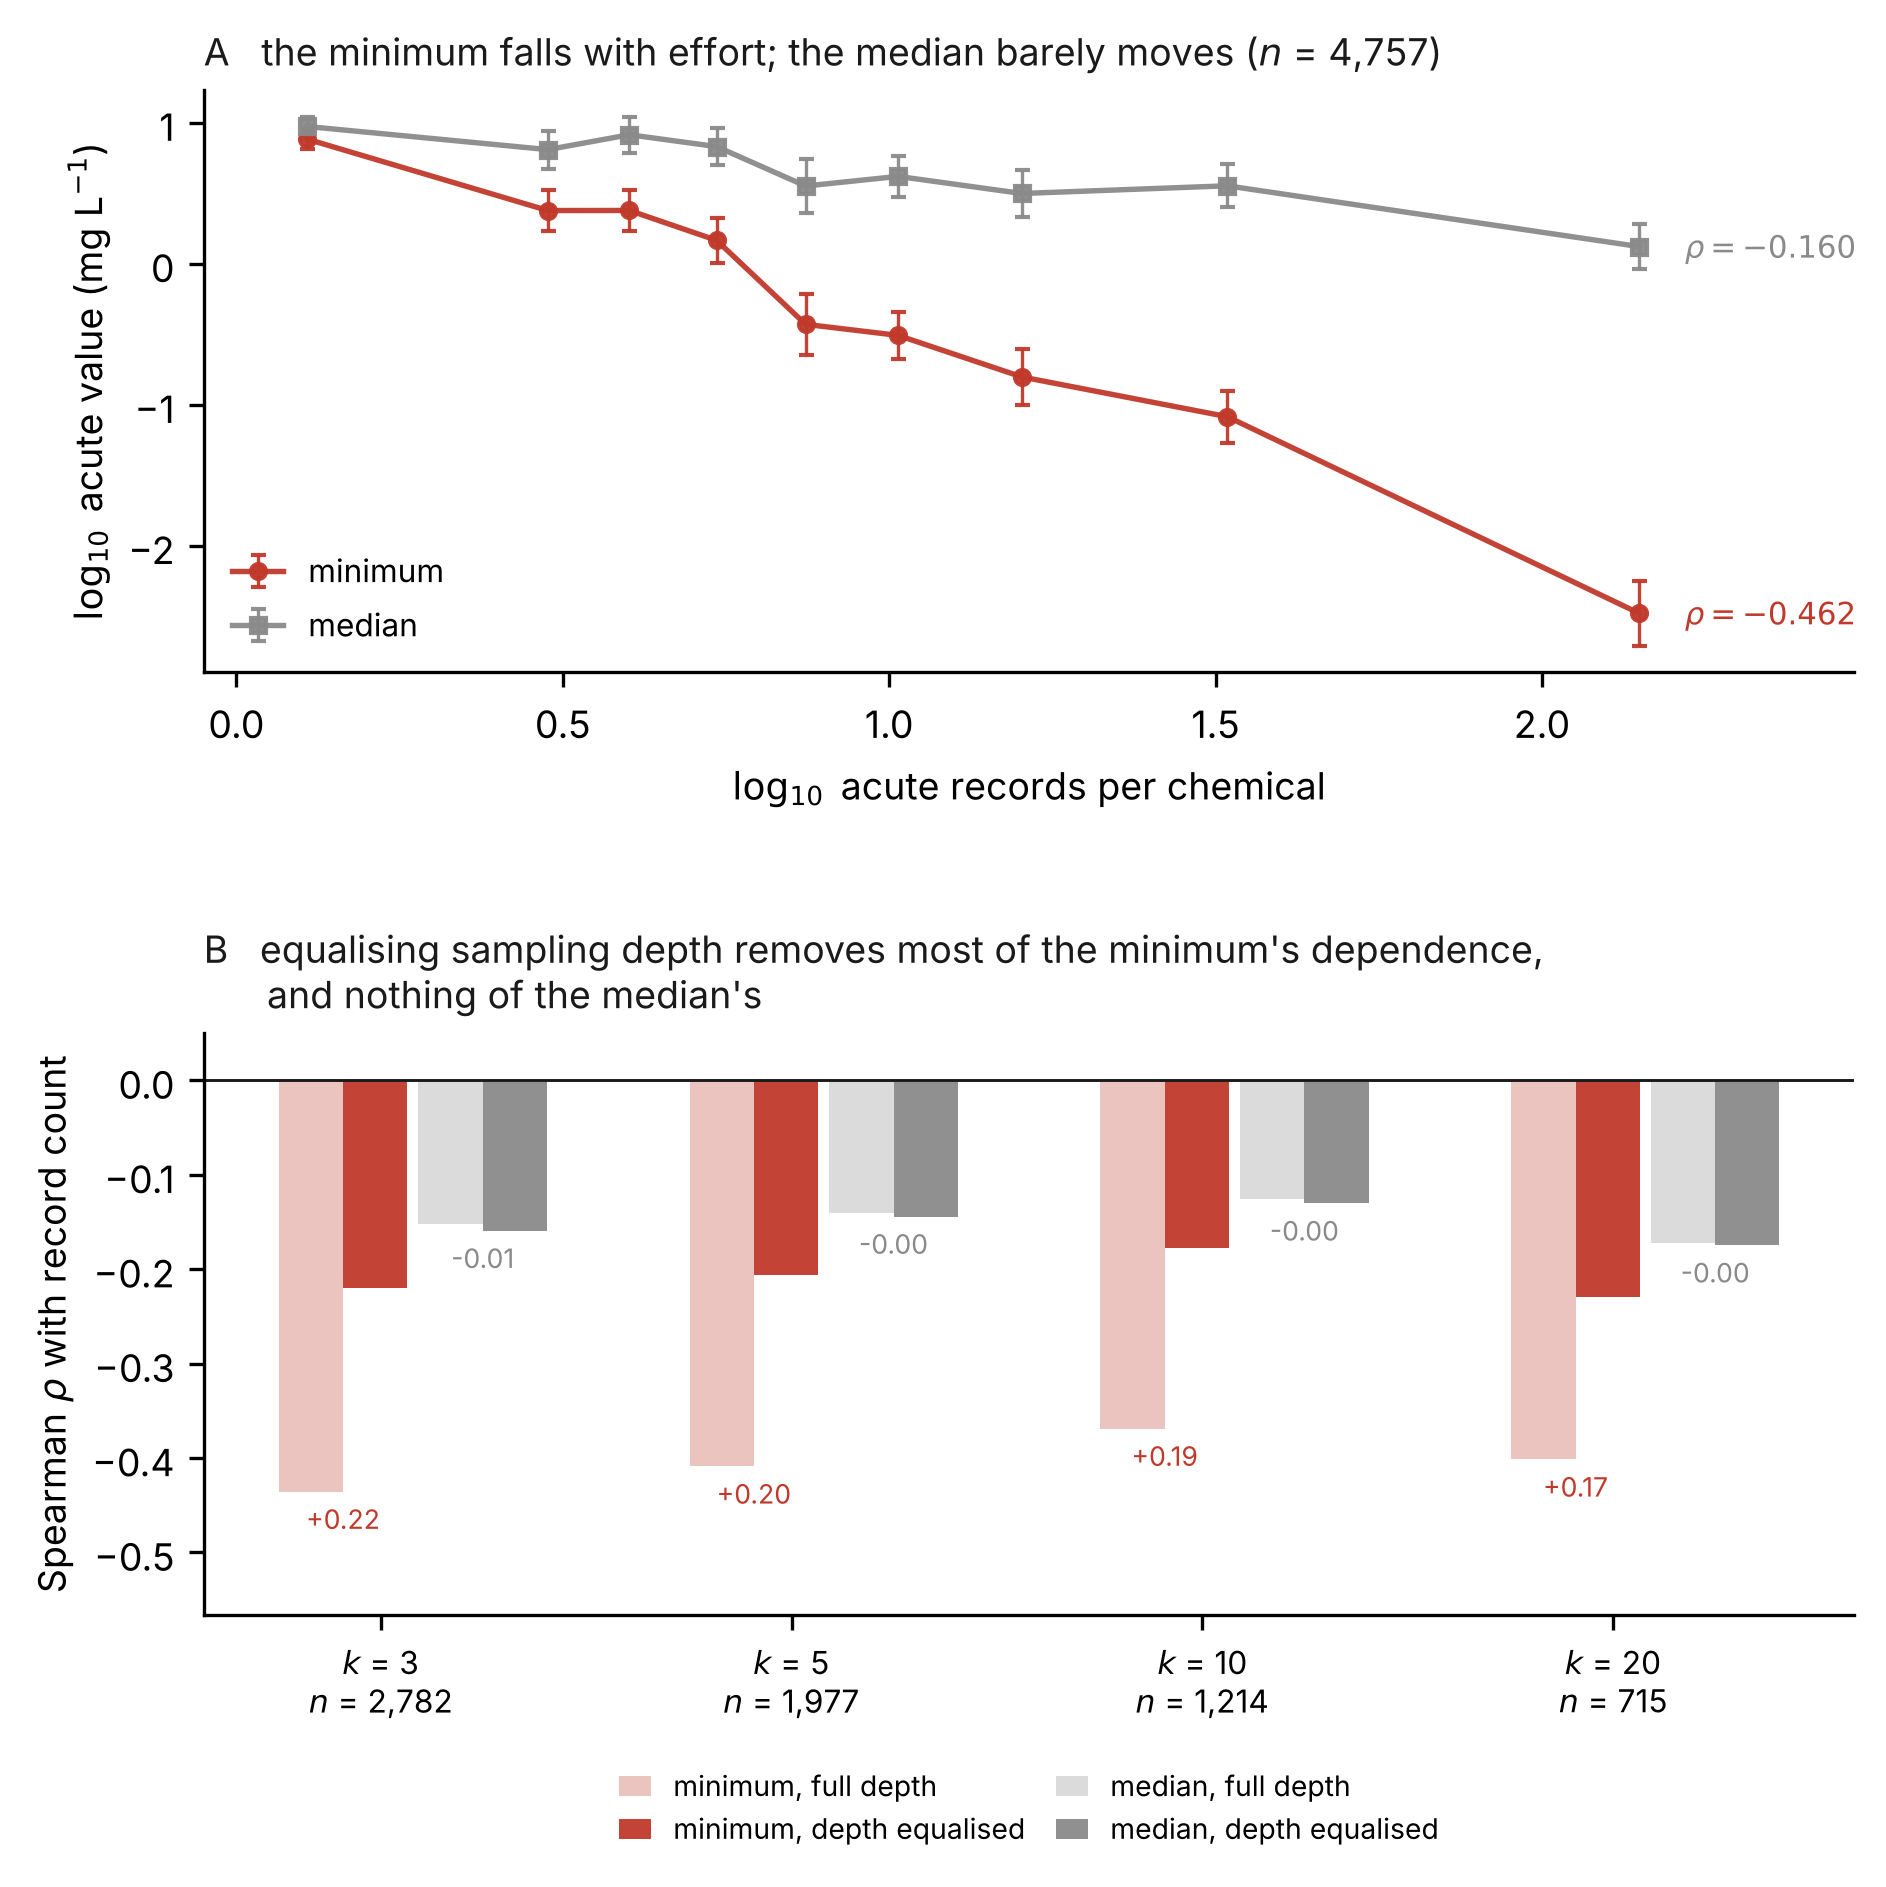 A the minimum falls with effort; the median barely moves (n = 4,757)
log₁₀ acute value (mg L⁻¹)
1
0
−1
−2
minimum
median
ρ = −0.160
ρ = −0.462
0.0 0.5 1.0 1.5 2.0
log₁₀ acute records per chemical
B equalising sampling depth removes most of the minimum's dependence,
and nothing of the median's
Spearman ρ with record count
0.0
−0.1
−0.2
−0.3
−0.4
−0.5
+0.22 -0.01 +0.20 -0.00 +0.19 -0.00 +0.17 -0.00
k = 3 k = 5 k = 10 k = 20
n = 2,782 n = 1,977 n = 1,214 n = 715
minimum, full depth median, full depth
minimum, depth equalised median, depth equalised